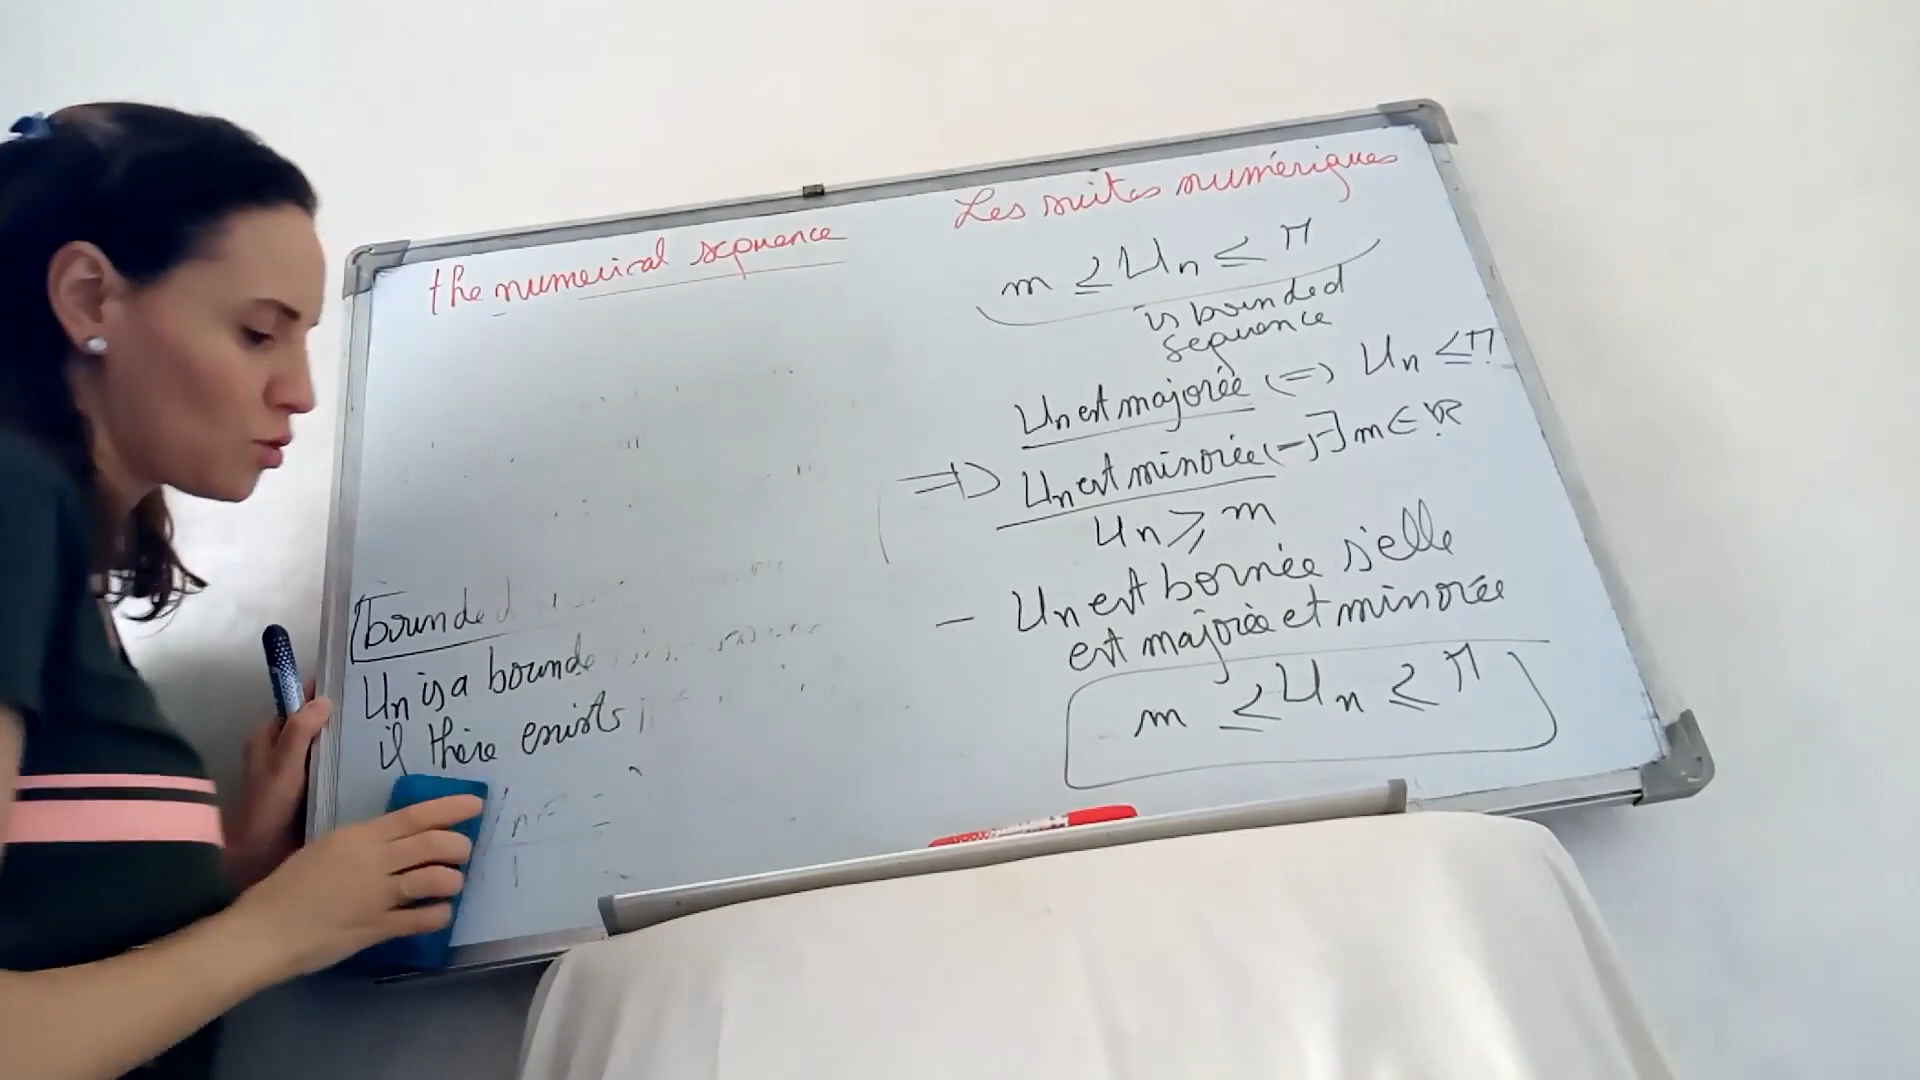 the numerical sequence
bounded
Un is a bounde
if there exists
Les suites numériques
m ≤ Un ≤ M
is bounded
sequence
Un est majorée (=) Un ≤ M
=> Un est minorée (=) ∃ m ∈ R
Un ≥ m
- Un est bornée s'elle
est majorée et minorée
m ≤ Un ≤ M